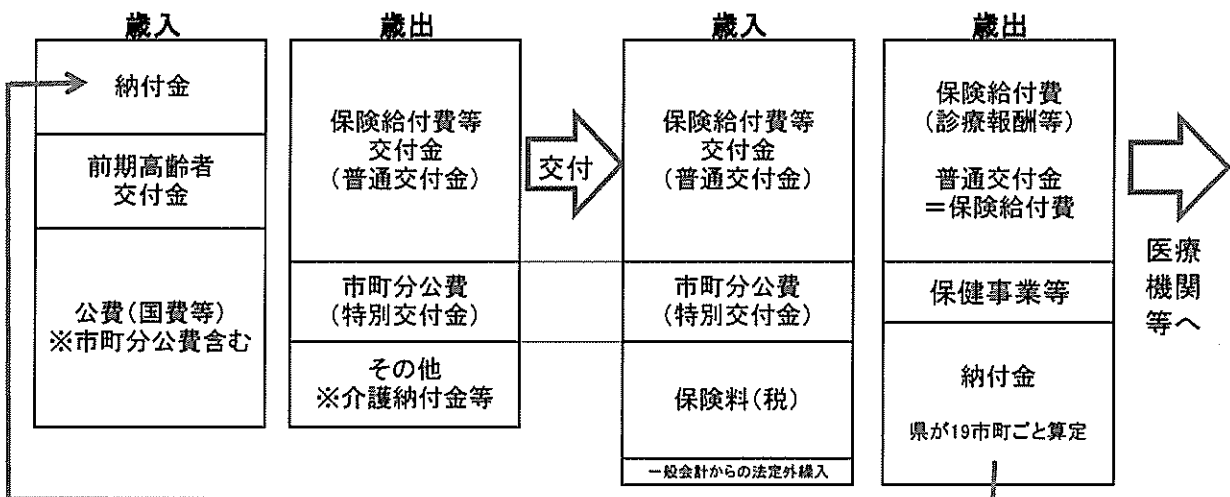 歳入
納付金
前期高齢者
交付金
公費(国費等)
※市町分公費含む
歳出
保険給付費等
交付金
(普通交付金)
市町分公費
(特別交付金)
その他
※介護納付金等
交付
歳入
保険給付費等
交付金
(普通交付金)
市町分公費
(特別交付金)
保険料(税)
一般会計からの法定外繰入
歳出
保険給付費
(診療報酬等)
普通交付金
=保険給付費
保健事業等
納付金
県が19市町ごと算定
医療
機関
等へ